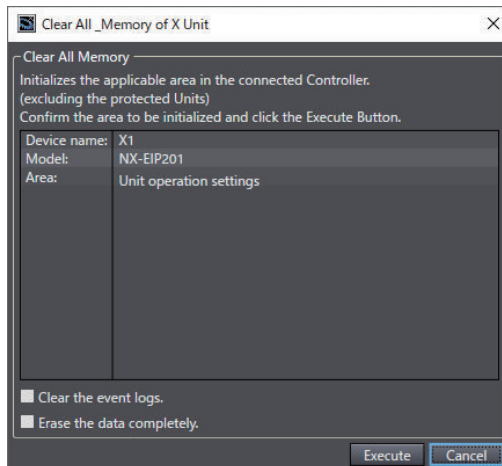 Clear All _Memory of X Unit
Clear All Memory
Initializes the applicable area in the connected Controller.
(excluding the protected Units)
Confirm the area to be initialized and click the Execute Button.
Device name: X1
Model: NX-EIP201
Area: Unit operation settings
Clear the event logs.
Erase the data completely.
Execute Cancel